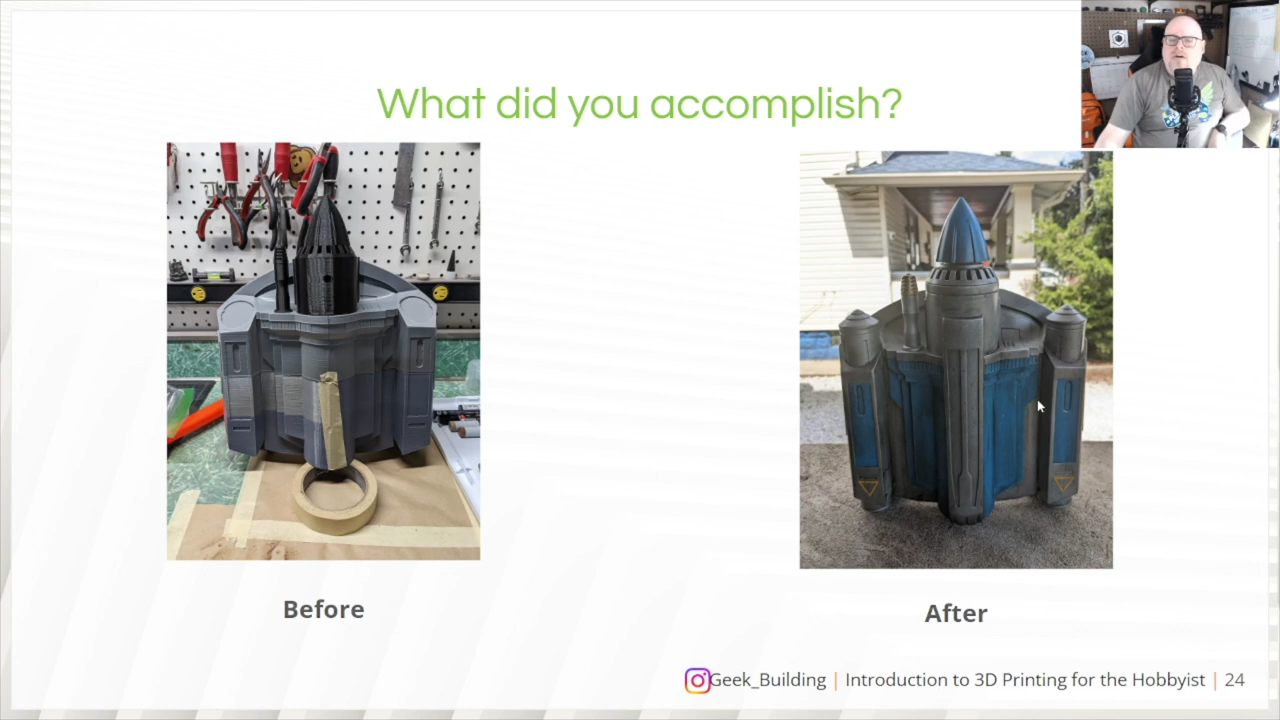 What did you accomplish?
Before
After
Geek_Building | Introduction to 3D Printing for the Hobbyist | 24